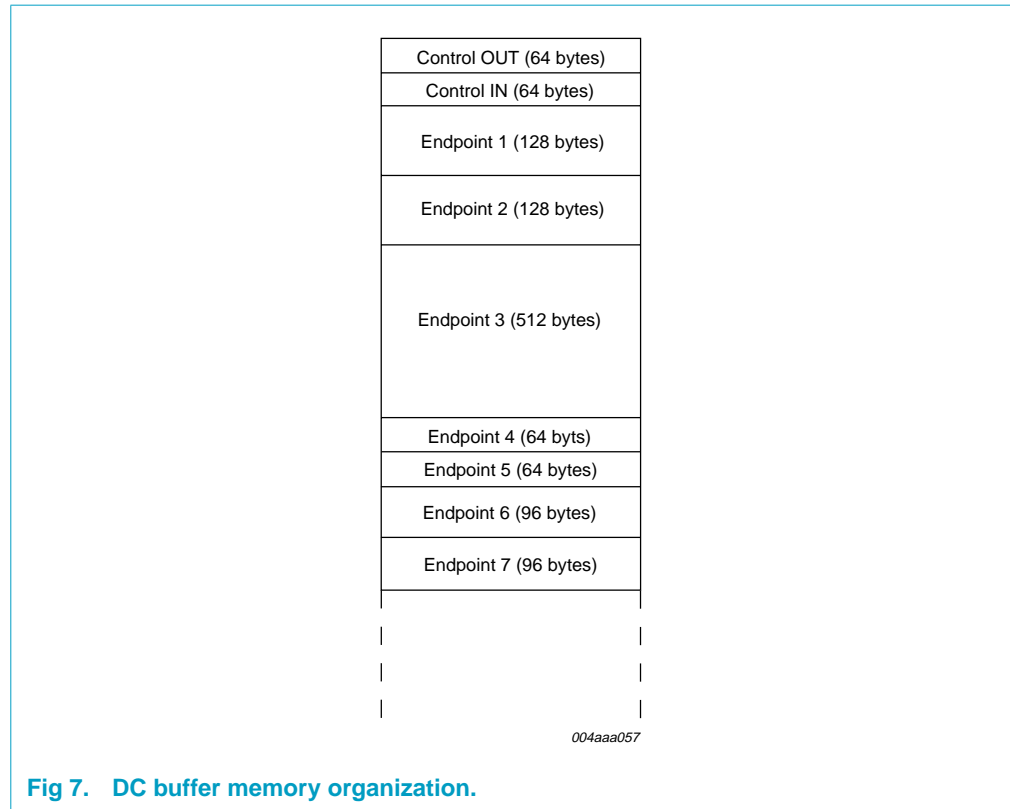 Control OUT (64 bytes)
Control IN (64 bytes)
Endpoint 1 (128 bytes)
Endpoint 2 (128 bytes)
Endpoint 3 (512 bytes)
Endpoint 4 (64 byts)
Endpoint 5 (64 bytes)
Endpoint 6 (96 bytes)
Endpoint 7 (96 bytes)
004aaa057
Fig 7. DC buffer memory organization.